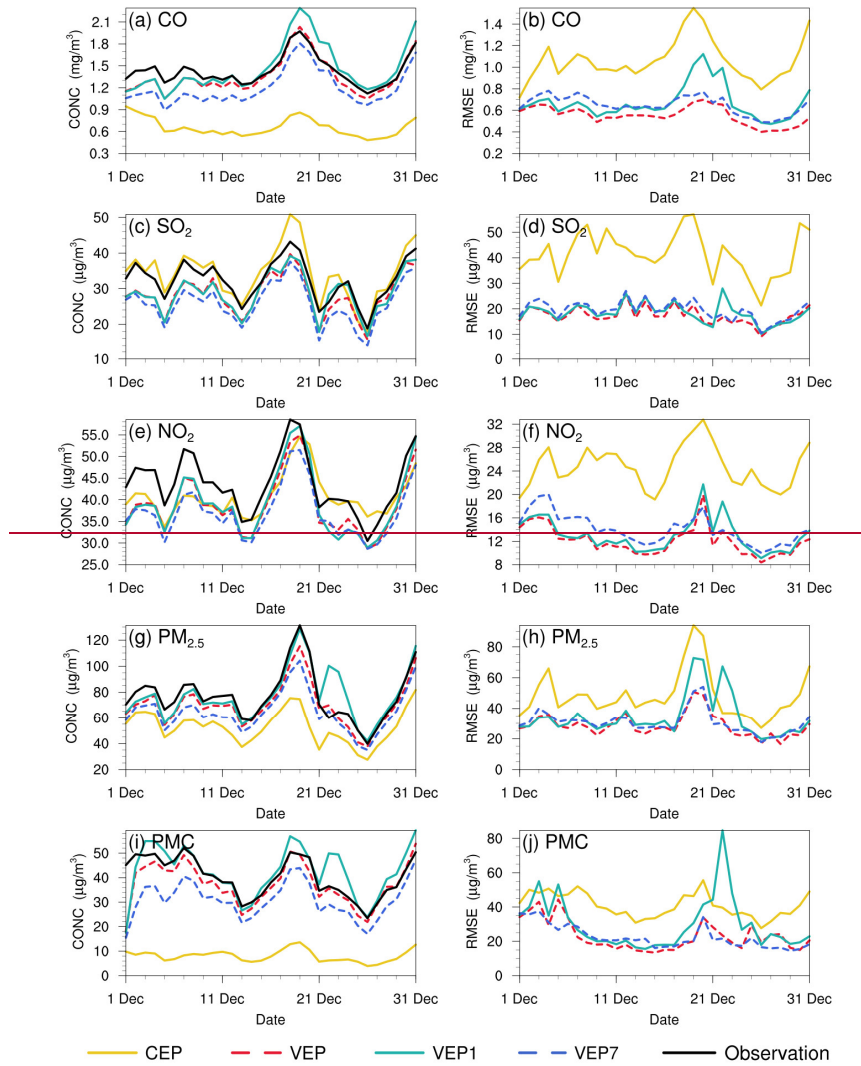 (a) CO
CONC (mg/m³)
2.1
1.8
1.5
1.2
0.9
0.6
0.3
1 Dec 11 Dec 21 Dec 31 Dec
Date
(b) CO
RMSE (mg/m³)
1.4
1.2
1.0
0.8
0.6
0.4
0.2
1 Dec 11 Dec 21 Dec 31 Dec
Date
(c) SO₂
CONC (μg/m³)
50
40
30
20
10
1 Dec 11 Dec 21 Dec 31 Dec
Date
(d) SO₂
RMSE (μg/m³)
50
40
30
20
10
0
1 Dec 11 Dec 21 Dec 31 Dec
Date
(e) NO₂
CONC (μg/m³)
55.0
50.0
45.0
40.0
35.0
30.0
25.0
1 Dec 11 Dec 21 Dec 31 Dec
Date
(f) NO₂
RMSE (μg/m³)
32
28
24
20
16
12
8
1 Dec 11 Dec 21 Dec 31 Dec
Date
(g) PM₂.₅
CONC (μg/m³)
120
100
80
60
40
20
1 Dec 11 Dec 21 Dec 31 Dec
Date
(h) PM₂.₅
RMSE (μg/m³)
80
60
40
20
0
1 Dec 11 Dec 21 Dec 31 Dec
Date
(i) PMC
CONC (μg/m³)
50
40
30
20
10
0
1 Dec 11 Dec 21 Dec 31 Dec
Date
(j) PMC
RMSE (μg/m³)
80
60
40
20
0
1 Dec 11 Dec 21 Dec 31 Dec
Date
CEP VEP VEP1 VEP7 Observation